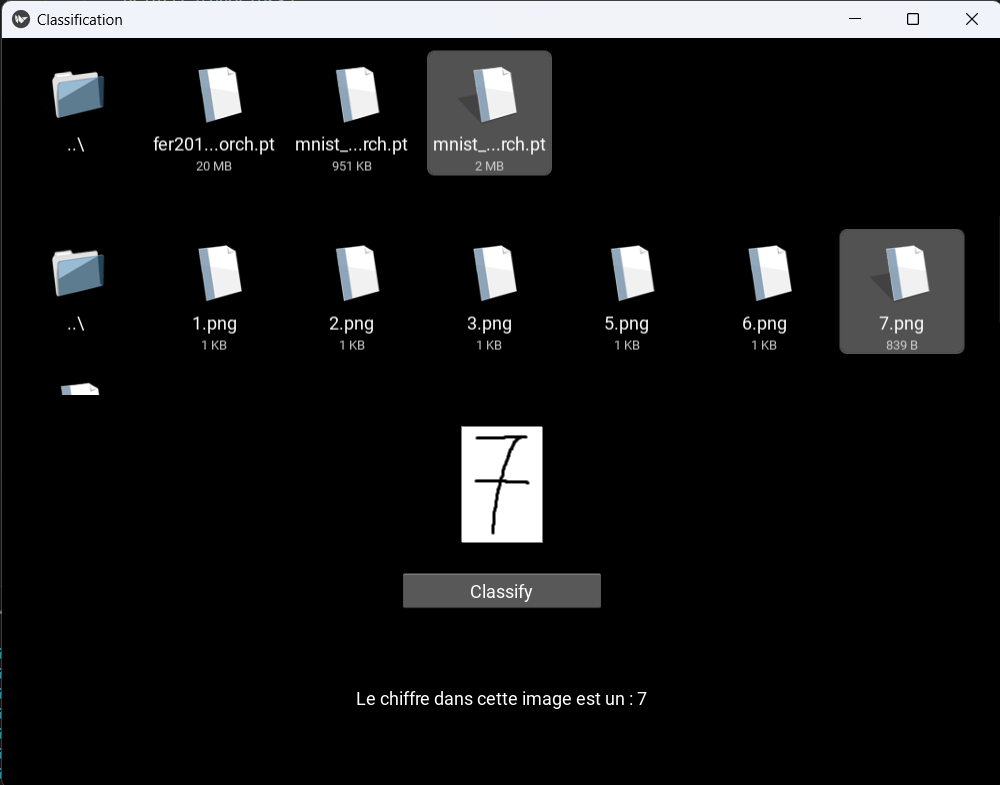 Classification
..\ fer201...orch.pt mnist_...rch.pt mnist_...rch.pt
20 MB 951 KB 2 MB
..\ 1.png 2.png 3.png 5.png 6.png 7.png
1 KB 1 KB 1 KB 1 KB 1 KB 839 B
7
Classify
Le chiffre dans cette image est un : 7